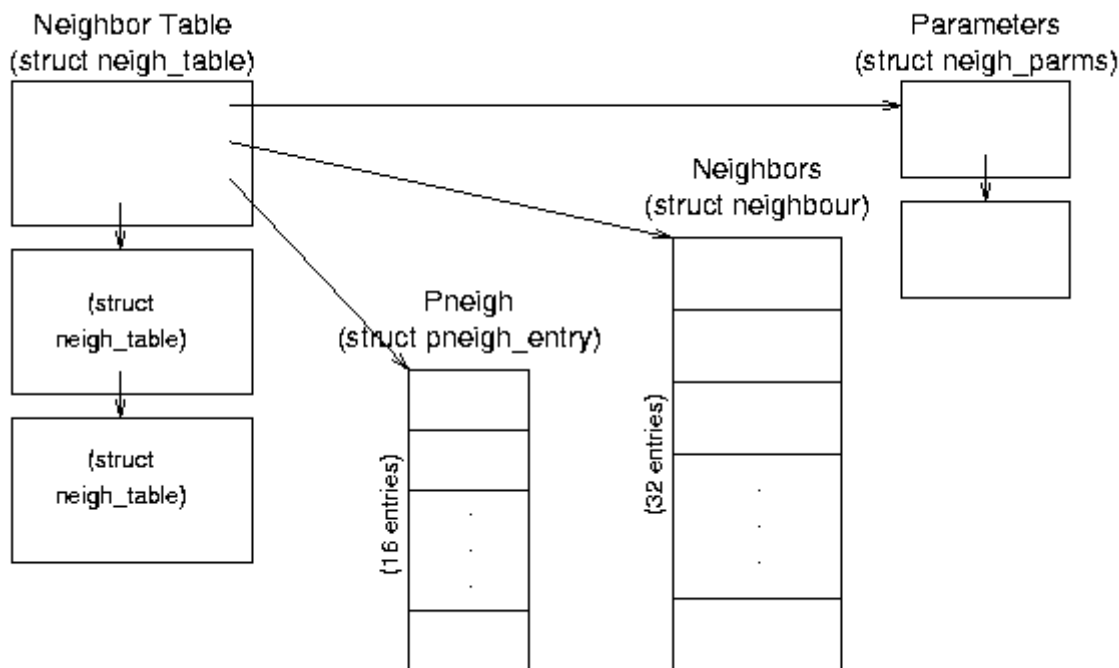 Neighbor Table
(struct neigh_table)
Parameters
(struct neigh_parms)
Neighbors
(struct neighbour)
(struct
neigh_table)
Pneigh
(struct pneigh_entry)
(struct
neigh_table)
(16 entries)
(32 entries)